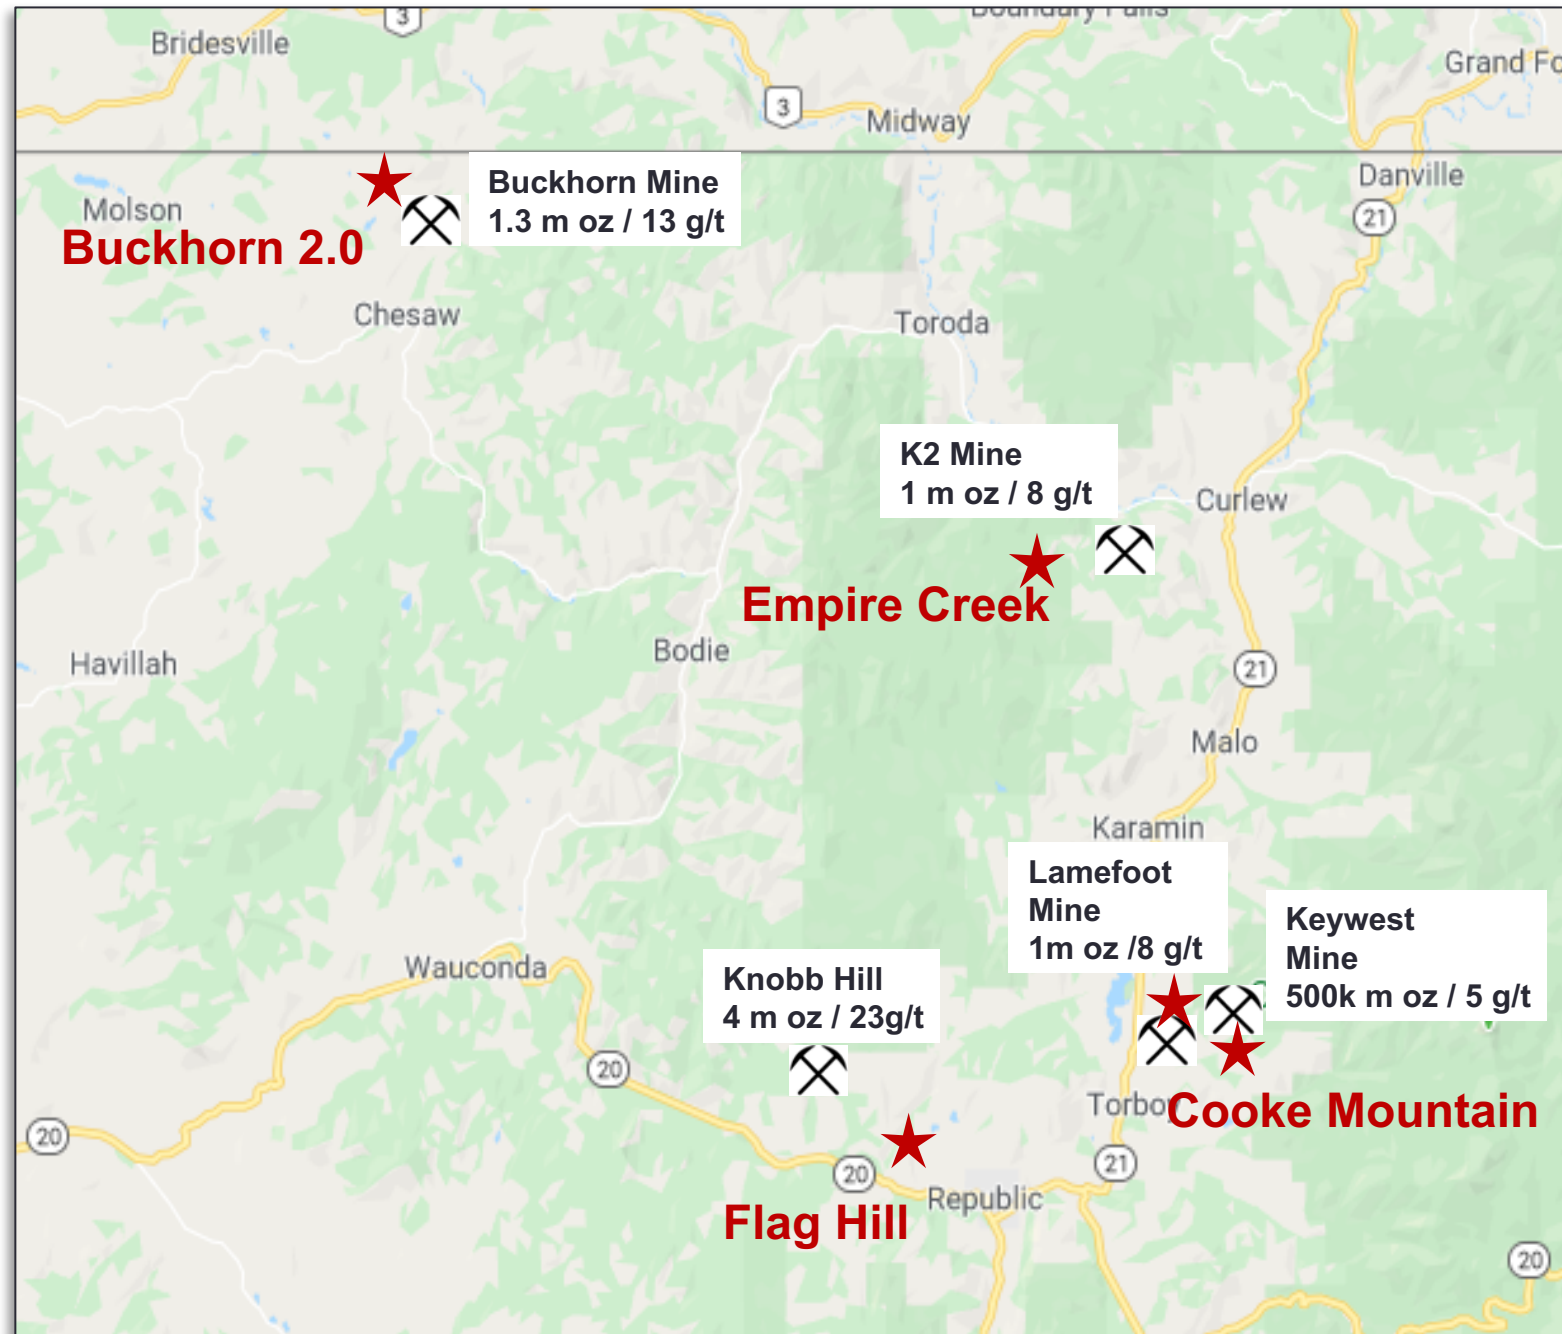 3
Boundary Falls
Bridesville
Grand Fo
3
Midway
Danville
Buckhorn Mine
1.3 m oz / 13 g/t
Molson
21
Buckhorn 2.0
Chesaw
Toroda
K2 Mine
1 m oz / 8 g/t
Curlew
Empire Creek
Bodie
Havillah
21
Malo
Karamin
Lamefoot
Mine
1m oz /8 g/t
Keywest
Mine
500k m oz / 5 g/t
Wauconda
Knobb Hill
4 m oz / 23g/t
20
Torboy
Cooke Mountain
20
21
20
Republic
Flag Hill
20